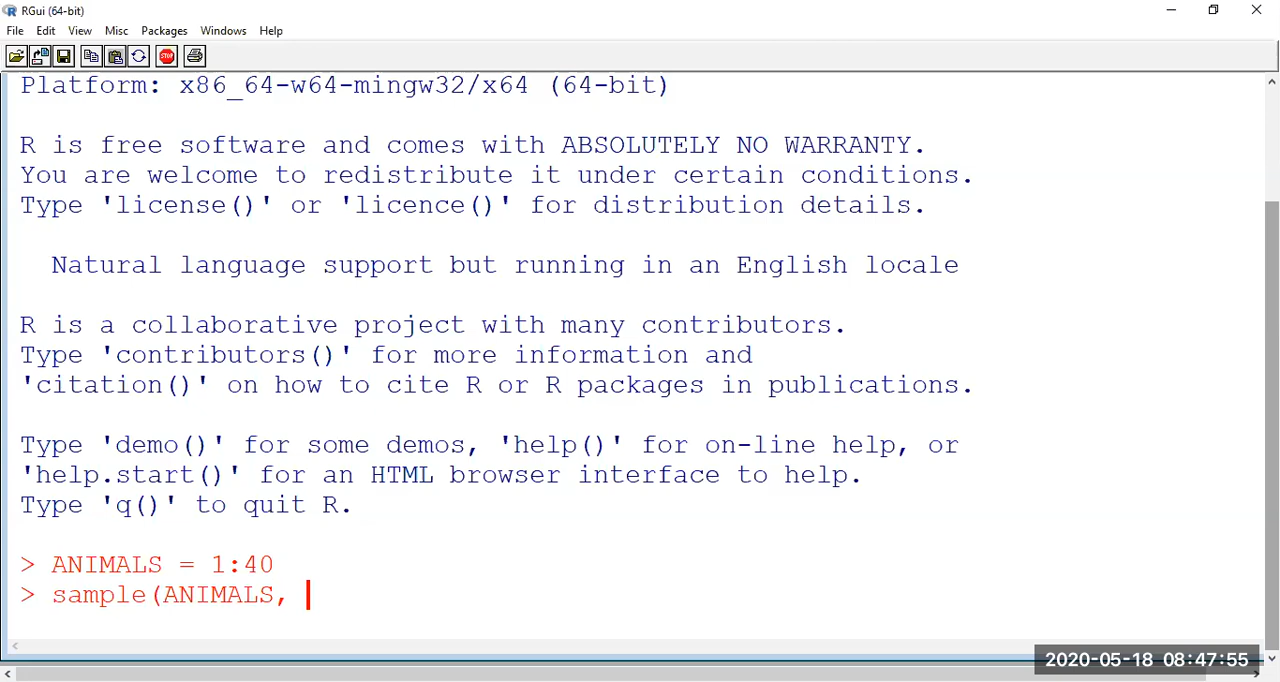 RGui (64-bit)
File Edit View Misc Packages Windows Help
STOP
Platform: x86_64-w64-mingw32/x64 (64-bit)
R is free software and comes with ABSOLUTELY NO WARRANTY.
You are welcome to redistribute it under certain conditions.
Type 'license()' or 'licence()' for distribution details.
Natural language support but running in an English locale
R is a collaborative project with many contributors.
Type 'contributors()' for more information and
'citation()' on how to cite R or R packages in publications.
Type 'demo()' for some demos, 'help()' for on-line help, or
'help.start()' for an HTML browser interface to help.
Type 'q()' to quit R.
> ANIMALS = 1:40
> sample(ANIMALS,
2020-05-18 08:47:55